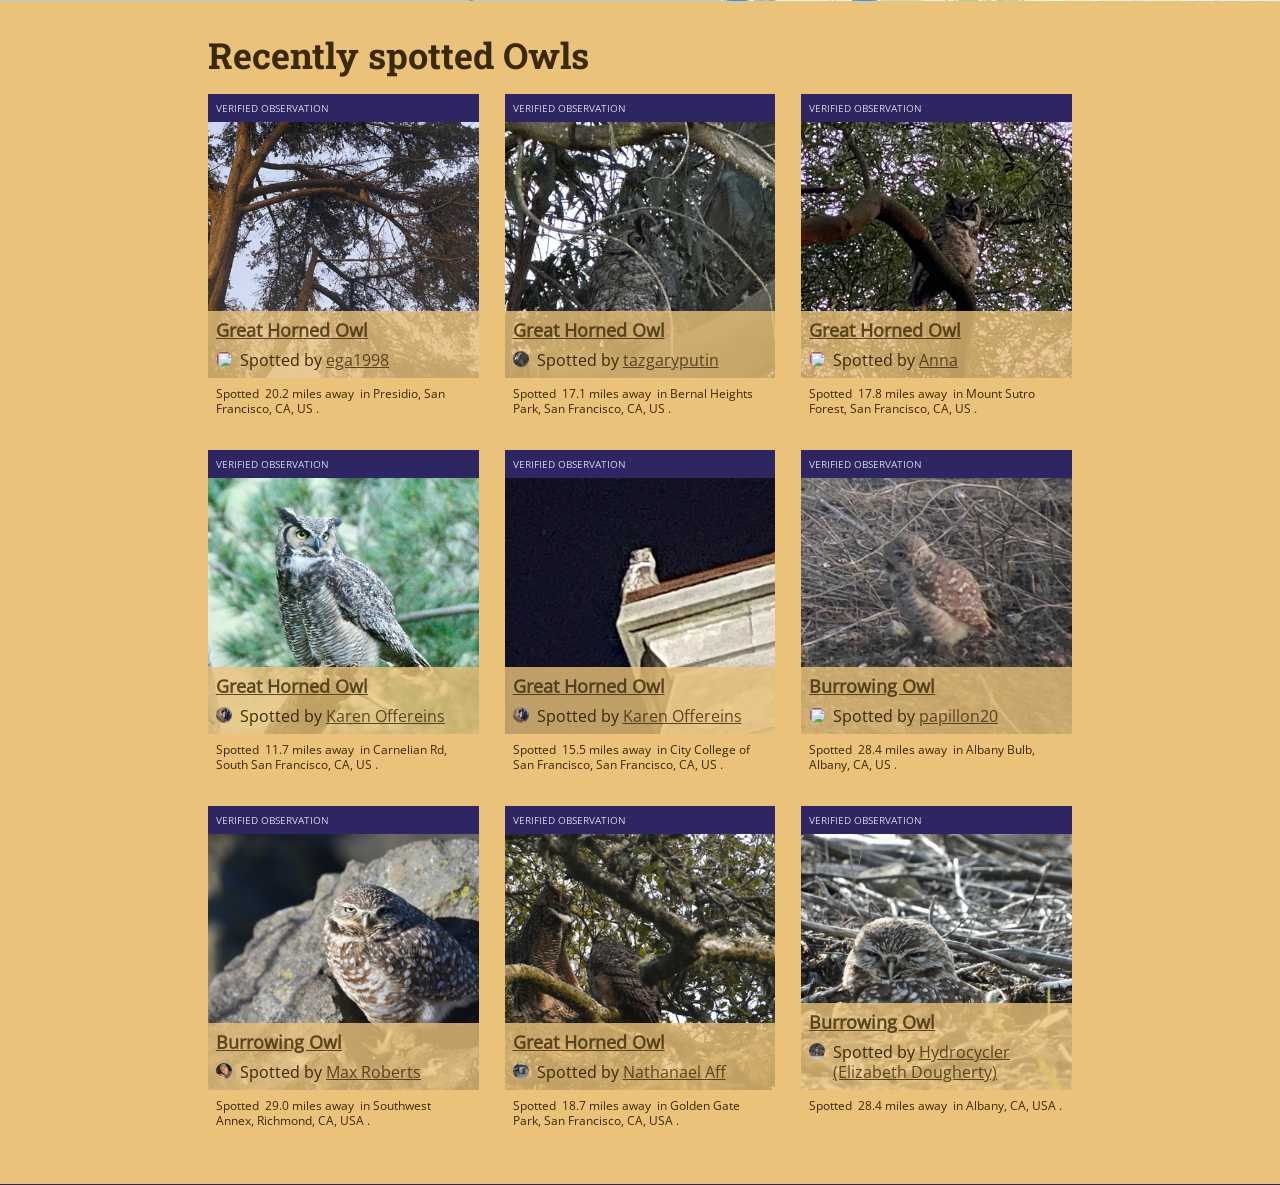 Recently spotted Owls
VERIFIED OBSERVATION
Great Horned Owl
Spotted by ega1998
Spotted 20.2 miles away in Presidio, San
Francisco, CA, US .
VERIFIED OBSERVATION
Great Horned Owl
Spotted by tazgaryputin
Spotted 17.1 miles away in Bernal Heights
Park, San Francisco, CA, US .
VERIFIED OBSERVATION
Great Horned Owl
Spotted by Anna
Spotted 17.8 miles away in Mount Sutro
Forest, San Francisco, CA, US .
VERIFIED OBSERVATION
Great Horned Owl
Spotted by Karen Offereins
Spotted 11.7 miles away in Carnelian Rd,
South San Francisco, CA, US .
VERIFIED OBSERVATION
Great Horned Owl
Spotted by Karen Offereins
Spotted 15.5 miles away in City College of
San Francisco, San Francisco, CA, US .
VERIFIED OBSERVATION
Burrowing Owl
Spotted by papillon20
Spotted 28.4 miles away in Albany Bulb,
Albany, CA, US .
VERIFIED OBSERVATION
Burrowing Owl
Spotted by Max Roberts
Spotted 29.0 miles away in Southwest
Annex, Richmond, CA, USA .
VERIFIED OBSERVATION
Great Horned Owl
Spotted by Nathanael Aff
Spotted 18.7 miles away in Golden Gate
Park, San Francisco, CA, USA .
VERIFIED OBSERVATION
Burrowing Owl
Spotted by Hydrocycler
(Elizabeth Dougherty)
Spotted 28.4 miles away in Albany, CA, USA .